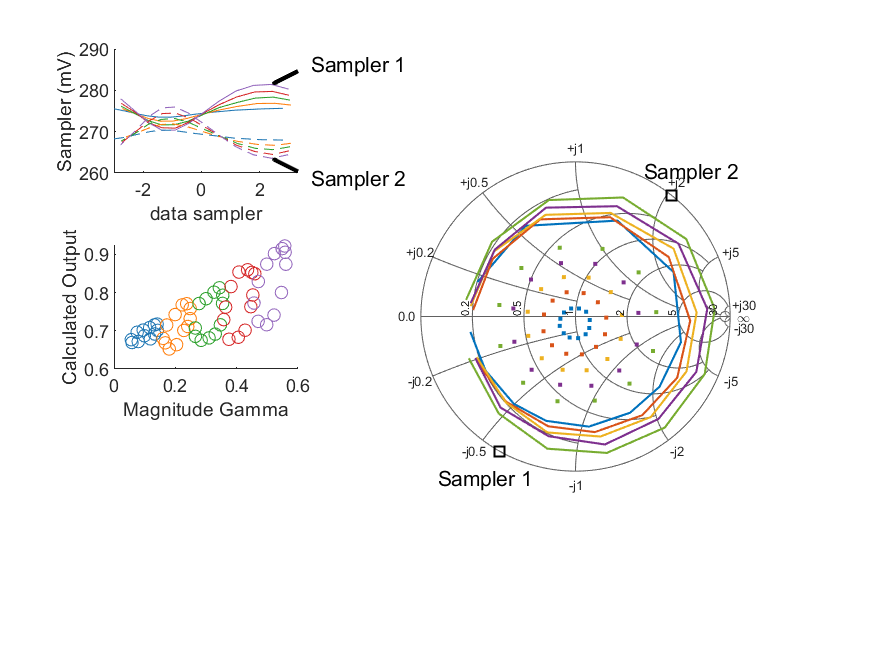 290
280
270
260
Sampler (mV)
-2
0
2
data sampler
Sampler 1
Sampler 2
0.9
0.8
0.7
0.6
Calculated Output
0
0.2
0.4
0.6
Magnitude Gamma
+j1
Sampler 2
+j2
+j0.5
+j0.2
+j5
+j30
0.0
0.2
0.5
1
2
5
30
∞
-j30
-j0.2
-j5
-j0.5
-j2
Sampler 1
-j1